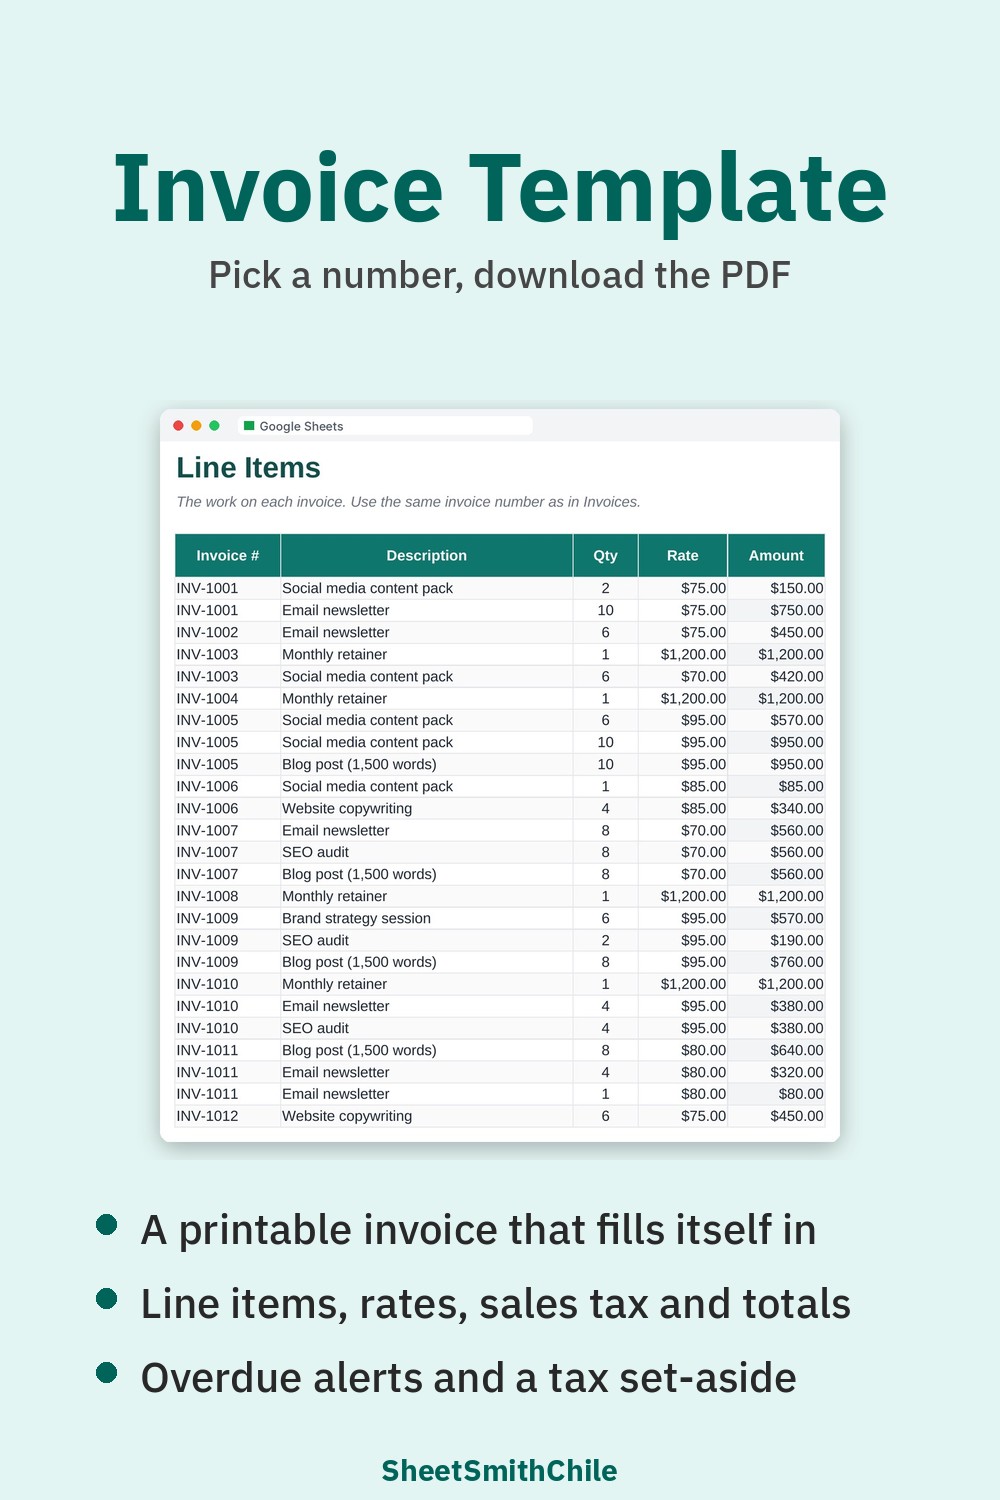 Invoice Template
Pick a number, download the PDF
Google Sheets
Line Items
The work on each invoice. Use the same invoice number as in Invoices.
Invoice # Description Qty Rate Amount
INV-1001 Social media content pack 2 $75.00 $150.00
INV-1001 Email newsletter 10 $75.00 $750.00
INV-1002 Email newsletter 6 $75.00 $450.00
INV-1003 Monthly retainer 1 $1,200.00 $1,200.00
INV-1003 Social media content pack 6 $70.00 $420.00
INV-1004 Monthly retainer 1 $1,200.00 $1,200.00
INV-1005 Social media content pack 6 $95.00 $570.00
INV-1005 Social media content pack 10 $95.00 $950.00
INV-1005 Blog post (1,500 words) 10 $95.00 $950.00
INV-1006 Social media content pack 1 $85.00 $85.00
INV-1006 Website copywriting 4 $85.00 $340.00
INV-1007 Email newsletter 8 $70.00 $560.00
INV-1007 SEO audit 8 $70.00 $560.00
INV-1007 Blog post (1,500 words) 8 $70.00 $560.00
INV-1008 Monthly retainer 1 $1,200.00 $1,200.00
INV-1009 Brand strategy session 6 $95.00 $570.00
INV-1009 SEO audit 2 $95.00 $190.00
INV-1009 Blog post (1,500 words) 8 $95.00 $760.00
INV-1010 Monthly retainer 1 $1,200.00 $1,200.00
INV-1010 Email newsletter 4 $95.00 $380.00
INV-1010 SEO audit 4 $95.00 $380.00
INV-1011 Blog post (1,500 words) 8 $80.00 $640.00
INV-1011 Email newsletter 4 $80.00 $320.00
INV-1011 Email newsletter 1 $80.00 $80.00
INV-1012 Website copywriting 6 $75.00 $450.00
A printable invoice that fills itself in
Line items, rates, sales tax and totals
Overdue alerts and a tax set-aside
SheetSmithChile